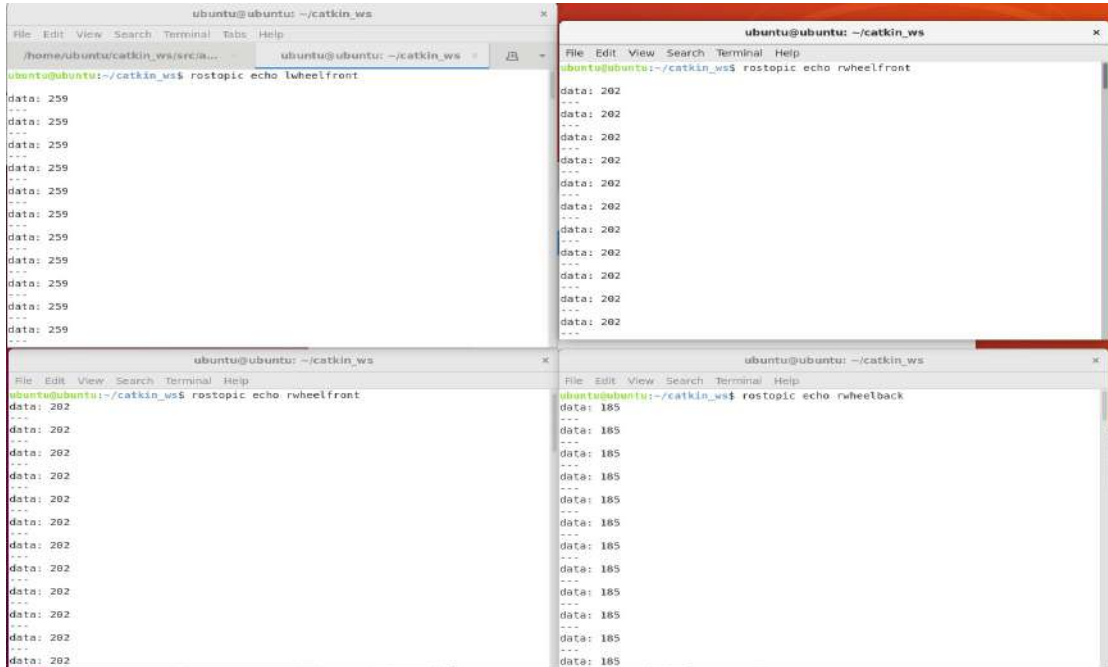 ubuntu@ubuntu: ~/catkin_ws
File Edit View Search Terminal Tabs Help
/home/ubuntu/catkin_ws/src/a... ubuntu@ubuntu: ~/catkin_ws
ubuntu@ubuntu:~/catkin_ws$ rostopic echo lwheelfront
data: 259
---
data: 259
---
data: 259
---
data: 259
---
data: 259
---
data: 259
---
data: 259
---
data: 259
---
data: 259
---
data: 259
---
data: 259
---
ubuntu@ubuntu: ~/catkin_ws
File Edit View Search Terminal Help
ubuntu@ubuntu:~/catkin_ws$ rostopic echo rwheelfront
data: 202
---
data: 202
---
data: 202
---
data: 202
---
data: 202
---
data: 202
---
data: 202
---
data: 202
---
data: 202
---
data: 202
---
data: 202
---
ubuntu@ubuntu: ~/catkin_ws
File Edit View Search Terminal Help
ubuntu@ubuntu:~/catkin_ws$ rostopic echo rwheelfront
data: 202
---
data: 202
---
data: 202
---
data: 202
---
data: 202
---
data: 202
---
data: 202
---
data: 202
---
data: 202
---
data: 202
---
data: 202
---
data: 202
ubuntu@ubuntu: ~/catkin_ws
File Edit View Search Terminal Help
ubuntu@ubuntu:~/catkin_ws$ rostopic echo rwheelback
data: 185
---
data: 185
---
data: 185
---
data: 185
---
data: 185
---
data: 185
---
data: 185
---
data: 185
---
data: 185
---
data: 185
---
data: 185
---
data: 185